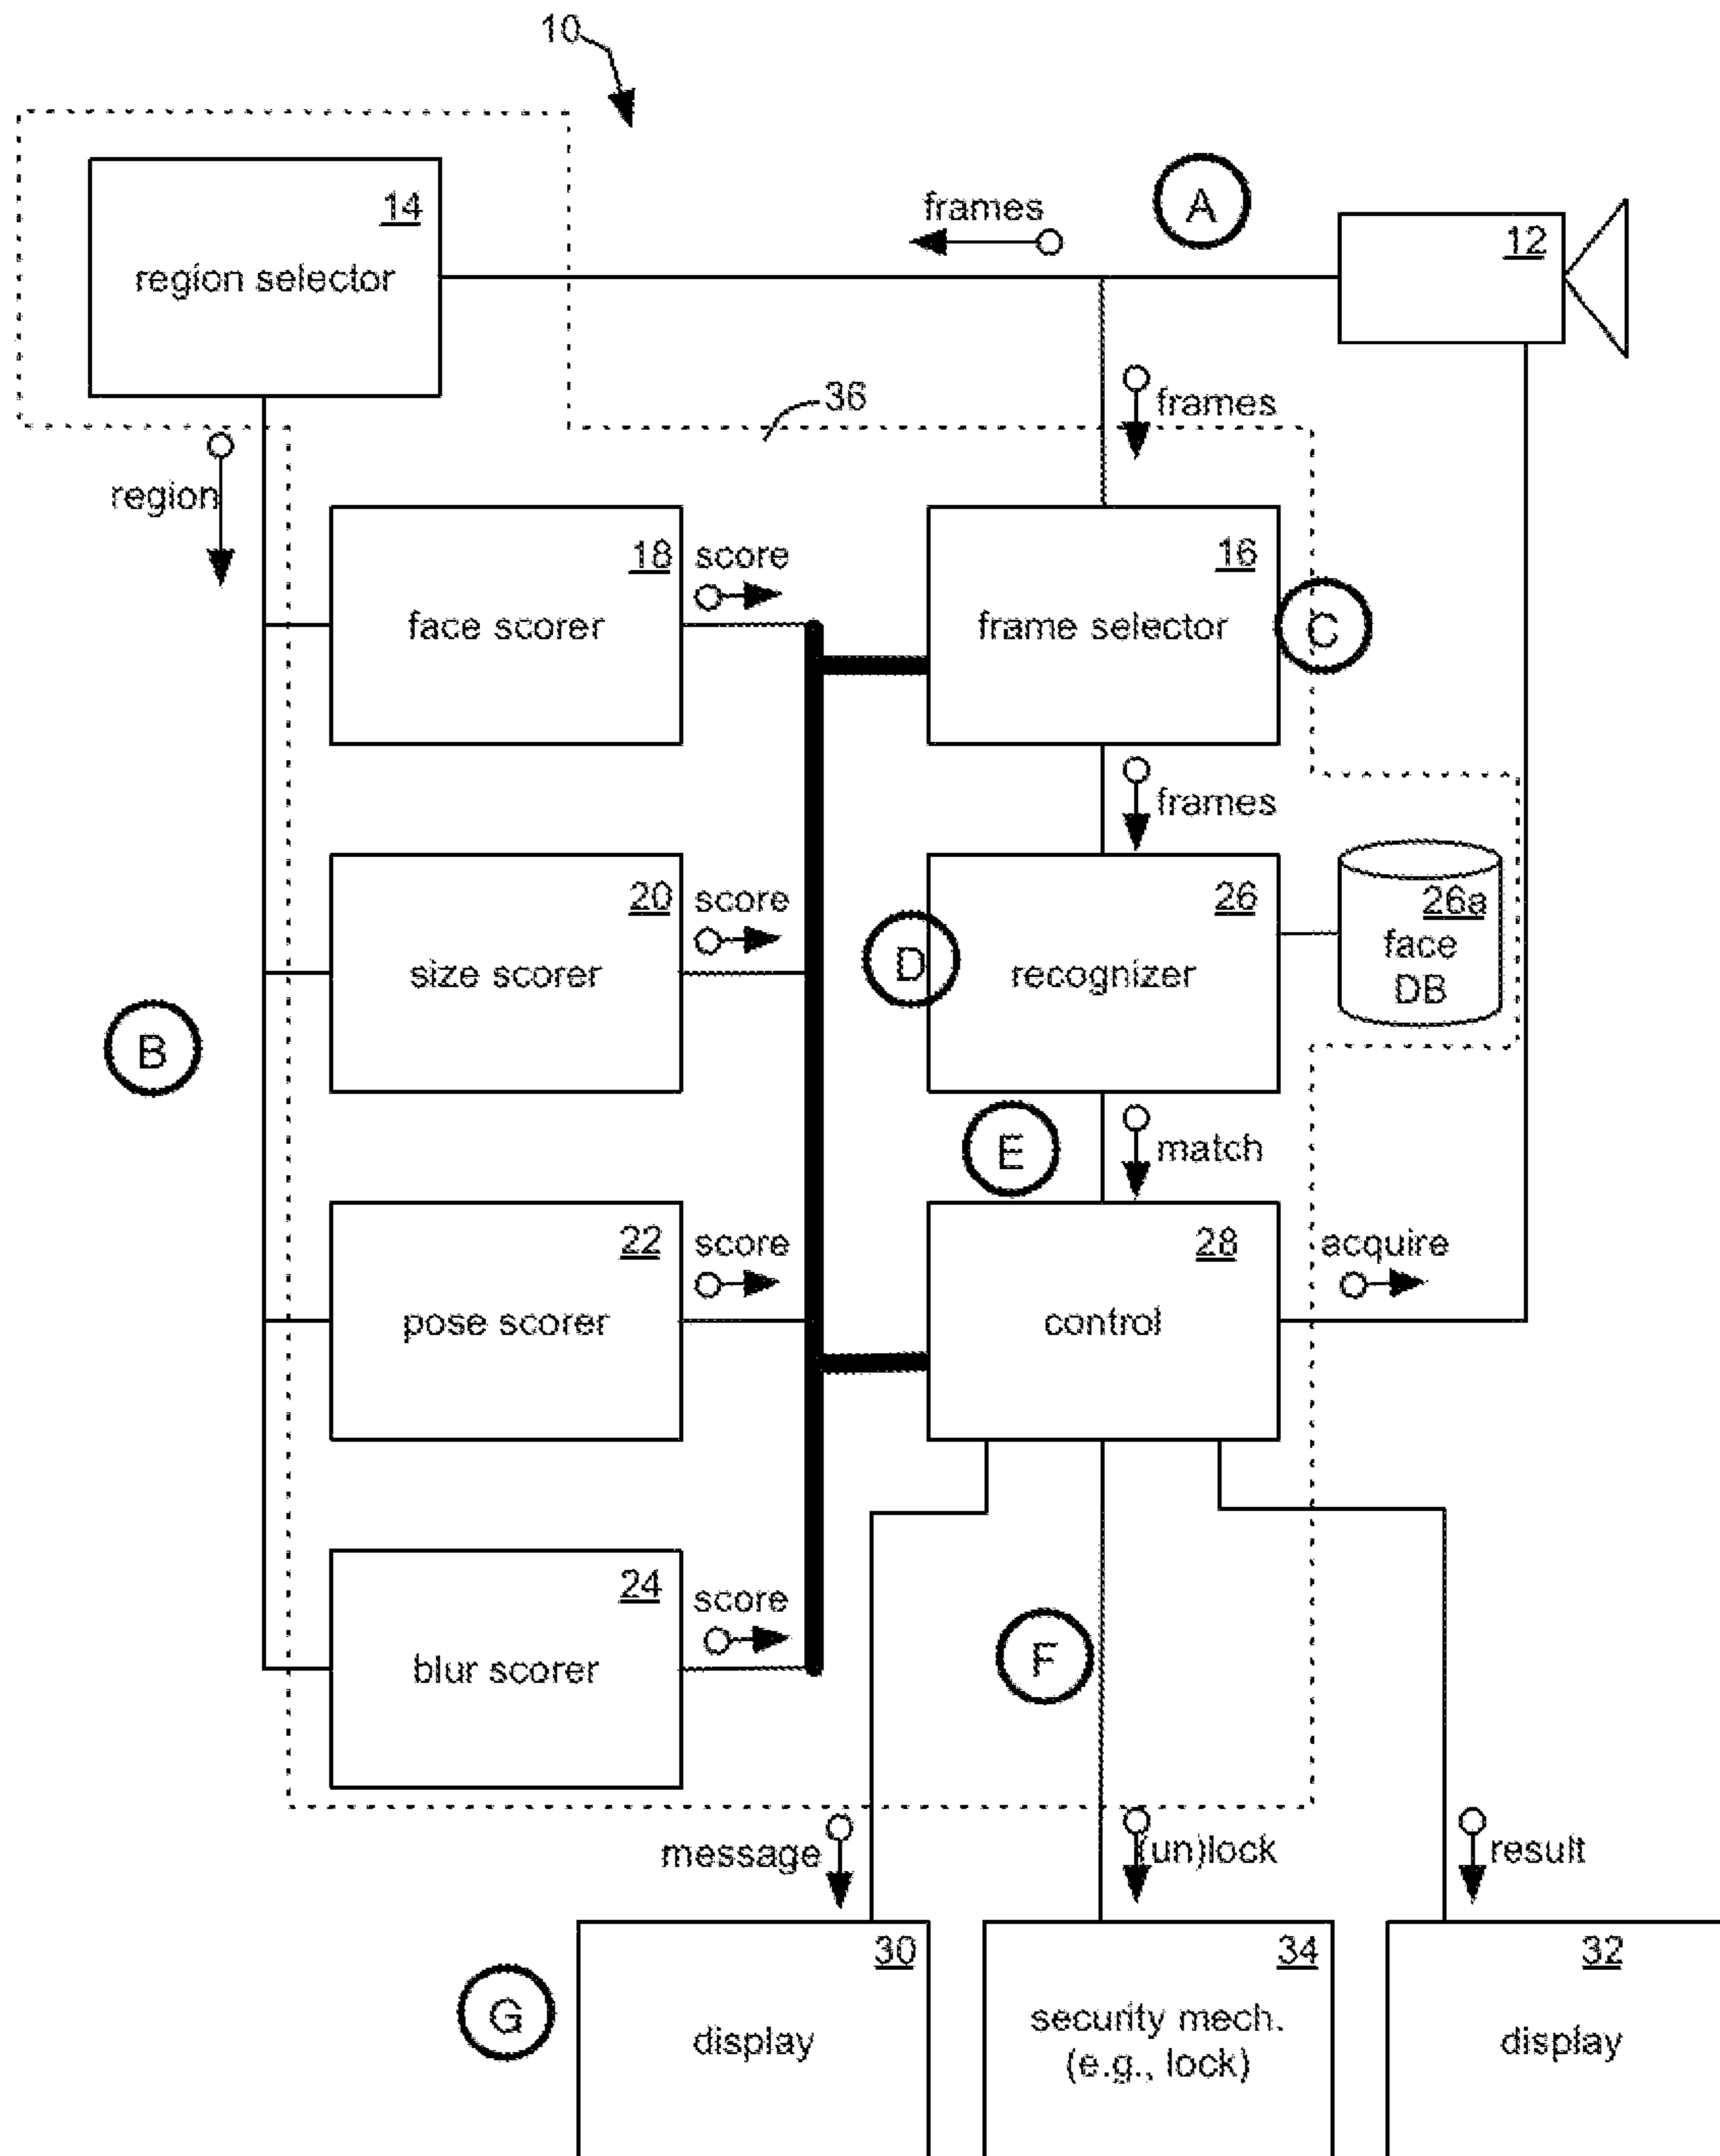 10
14
region selector
frames
A
12
36
frames
region
18
face scorer
score
16
frame selector
C
frames
20
size scorer
score
26
recognizer
D
26a
face
DB
B
E
match
22
pose scorer
score
28
control
acquire
24
blur scorer
score
F
message
(un)lock
result
G
30
display
34
security mech.
(e.g., lock)
32
display